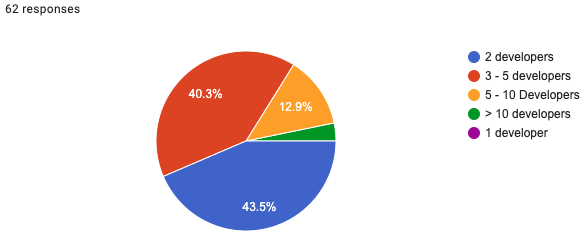 62 responses
40.3%
12.9%
43.5%
2 developers
3 - 5 developers
5 - 10 Developers
> 10 developers
1 developer